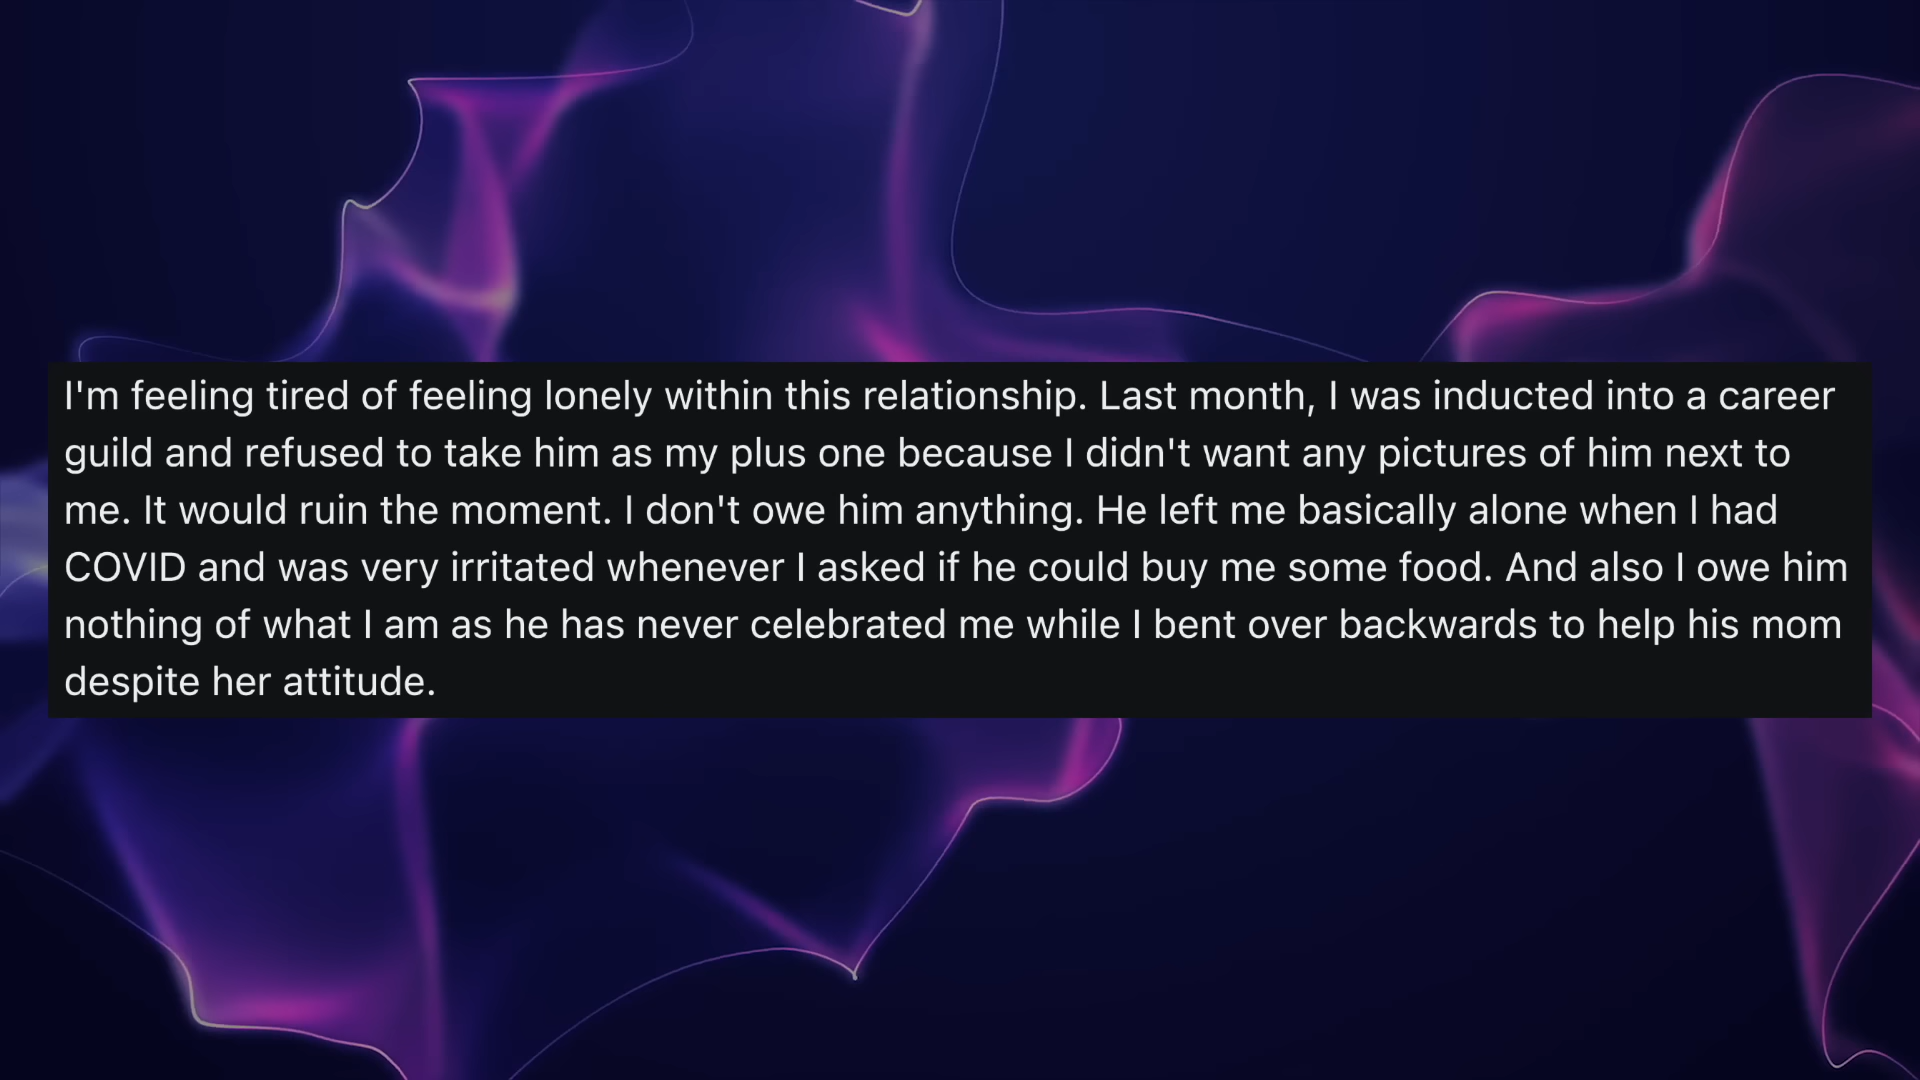 I'm feeling tired of feeling lonely within this relationship. Last month, I was inducted into a career
guild and refused to take him as my plus one because I didn't want any pictures of him next to
me. It would ruin the moment. I don't owe him anything. He left me basically alone when I had
COVID and was very irritated whenever I asked if he could buy me some food. And also I owe him
nothing of what I am as he has never celebrated me while I bent over backwards to help his mom
despite her attitude.